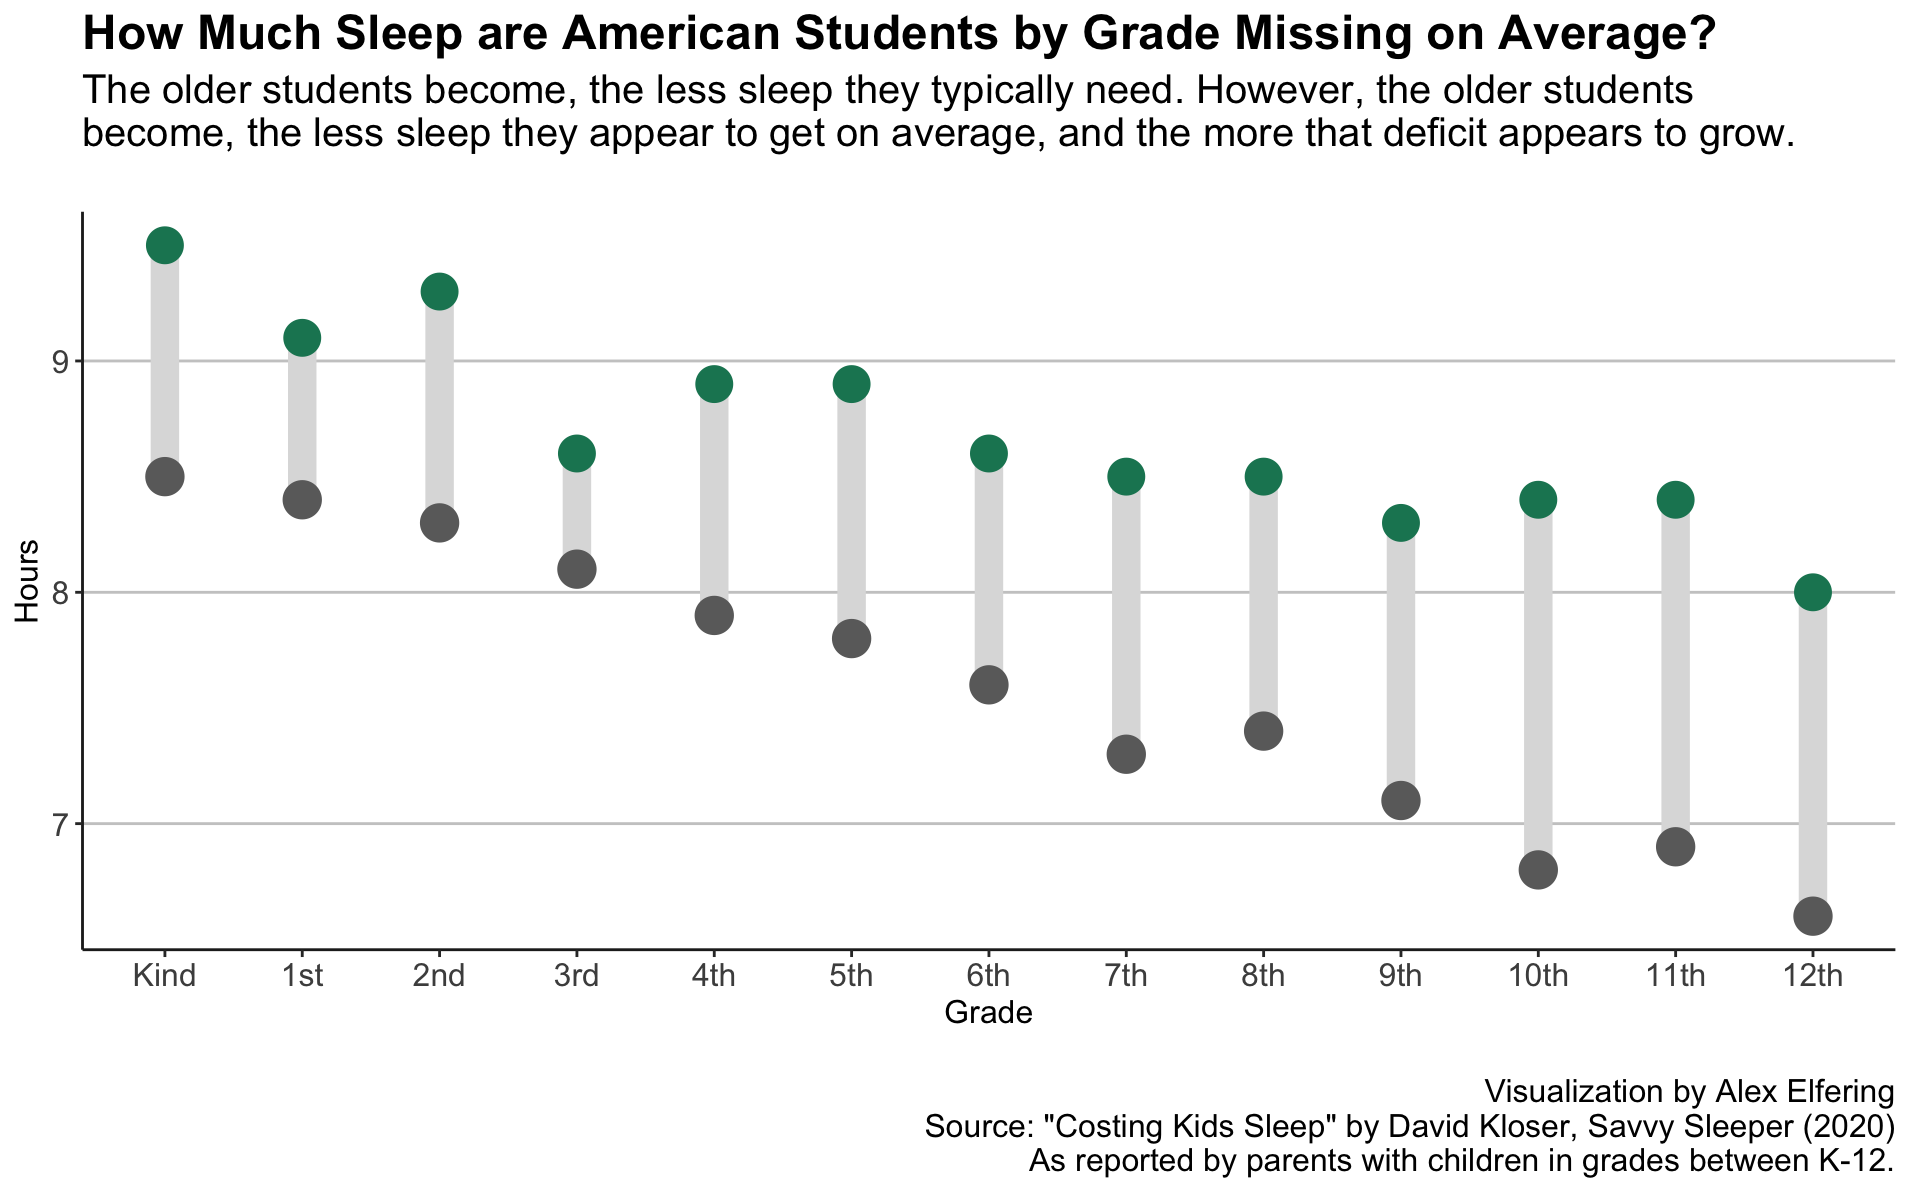 How Much Sleep are American Students by Grade Missing on Average?
The older students become, the less sleep they typically need. However, the older students
become, the less sleep they appear to get on average, and the more that deficit appears to grow.
9
8
7
Hours
Kind 1st 2nd 3rd 4th 5th 6th 7th 8th 9th 10th 11th 12th
Grade
Visualization by Alex Elfering
Source: "Costing Kids Sleep" by David Kloser, Savvy Sleeper (2020)
As reported by parents with children in grades between K-12.